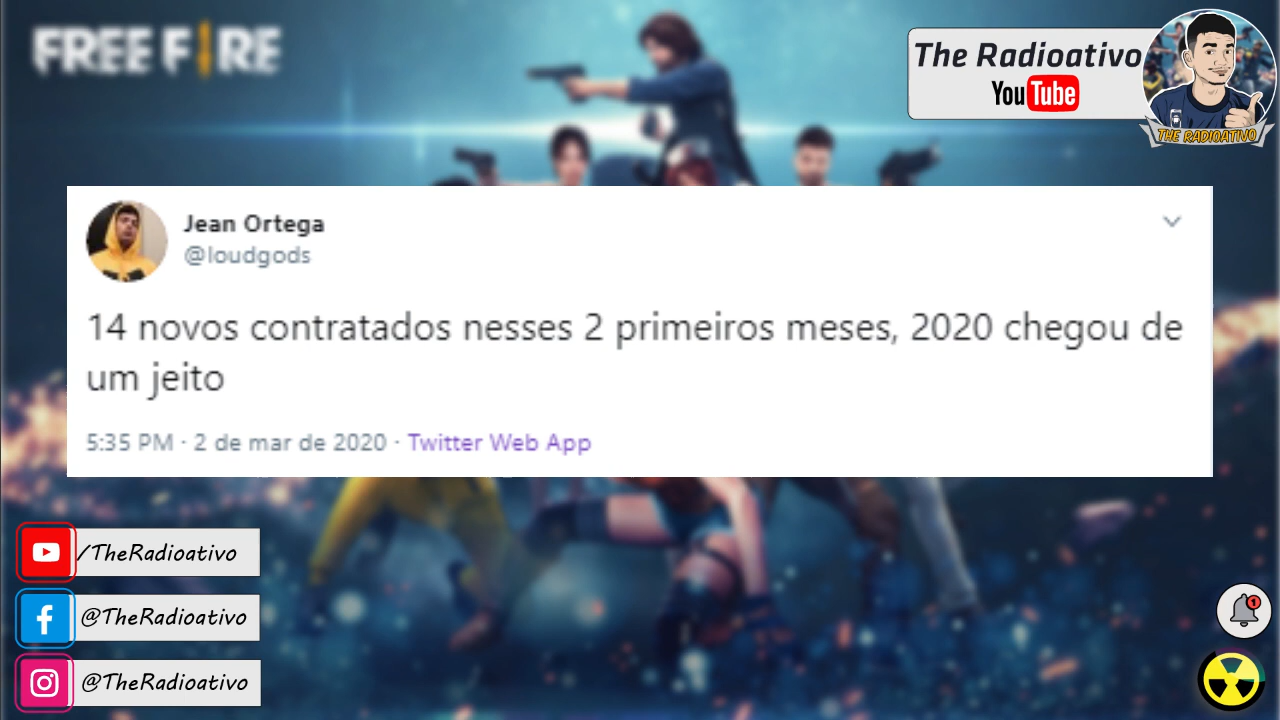 FREE FIRE
The Radioativo
YouTube
THE RADIOATIVO
Jean Ortega
@loudgods
14 novos contratados nesses 2 primeiros meses, 2020 chegou de
um jeito
5:35 PM · 2 de mar de 2020 · Twitter Web App
/TheRadioativo
@TheRadioativo
@TheRadioativo
1